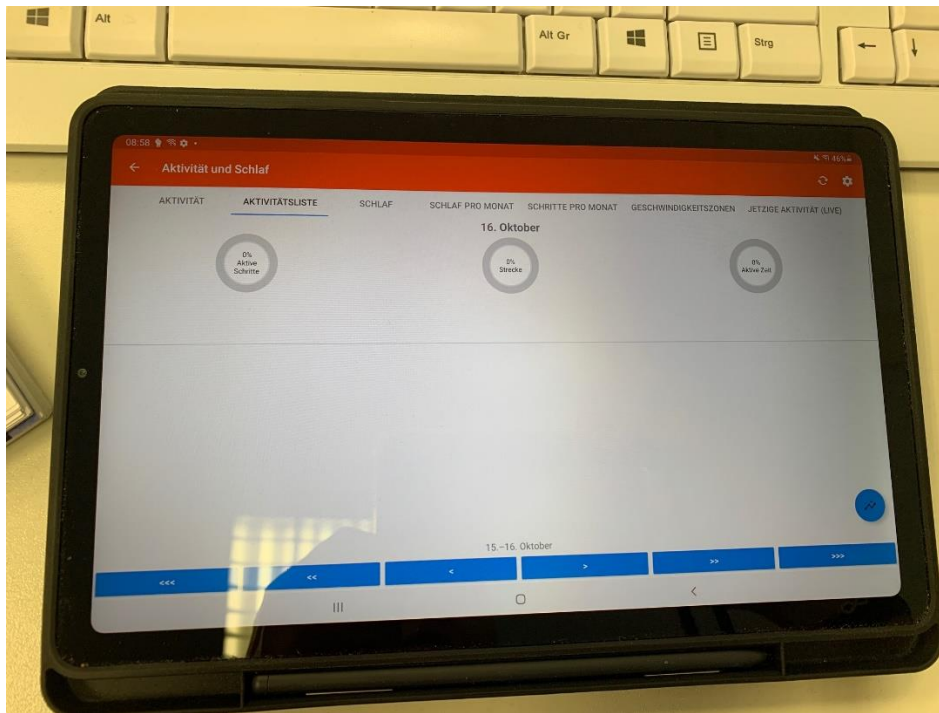 Alt
Alt Gr
Strg
08:58
46%
Aktivität und Schlaf
AKTIVITÄT AKTIVITÄTSLISTE SCHLAF SCHLAF PRO MONAT SCHRITTE PRO MONAT GESCHWINDIGKEITSZONEN JETZIGE AKTIVITÄT (LIVE)
16. Oktober
0%
Aktive
Schritte
0%
Strecke
0%
Aktive Zeit
15.–16. Oktober
<<< << < > >> >>>